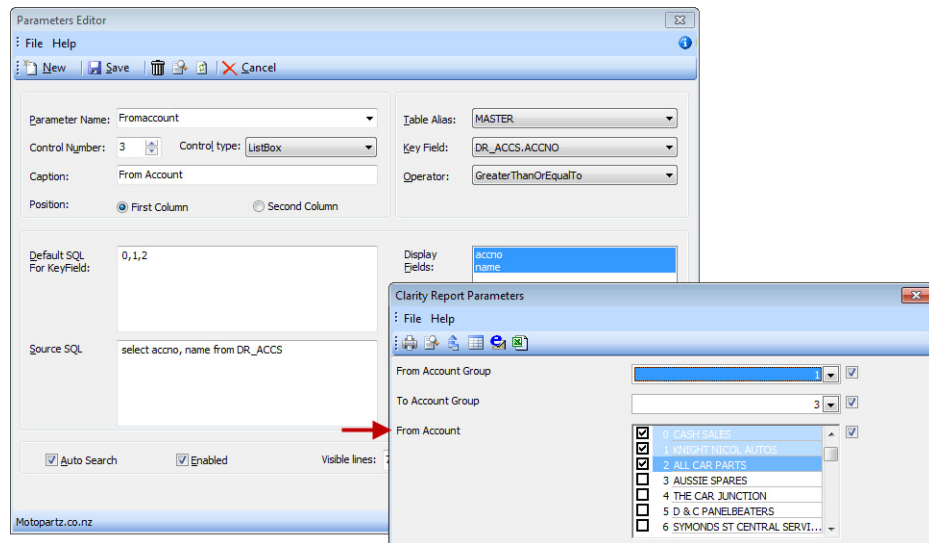 Parameters Editor
File Help
New Save Cancel
Parameter Name: Fromaccount
Control Number: 3 Control type: ListBox
Caption: From Account
Position: First Column Second Column
Table Alias: MASTER
Key Field: DR_ACCS.ACCNO
Operator: GreaterThanOrEqualTo
Default SQL
For KeyField:
0,1,2
Display
Fields:
accno
name
Source SQL select accno, name from DR_ACCS
Auto Search Enabled Visible lines:
Motopartz.co.nz
Clarity Report Parameters
File Help
From Account Group 1
To Account Group 3
From Account
0 CASH SALES
1 KNIGHT NICOL AUTOS
2 ALL CAR PARTS
3 AUSSIE SPARES
4 THE CAR JUNCTION
5 D & C PANELBEATERS
6 SYMONDS ST CENTRAL SERVI...